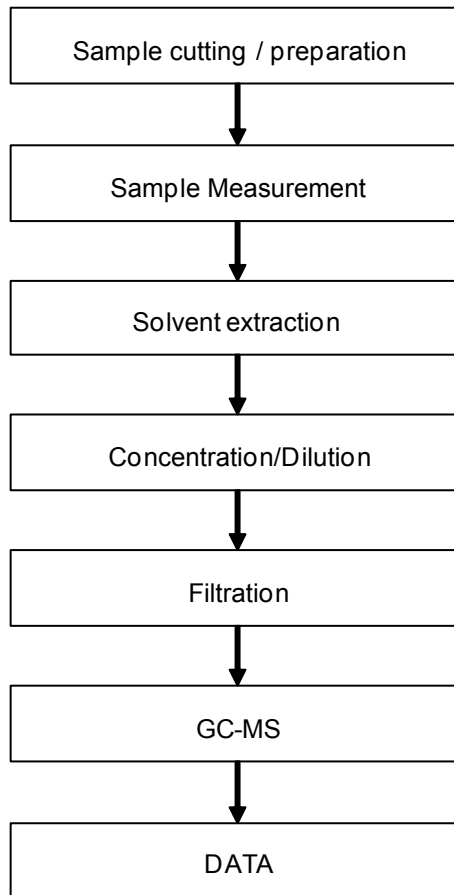 Sample cutting / preparation
Sample Measurement
Solvent extraction
Concentration/Dilution
Filtration
GC-MS
DATA